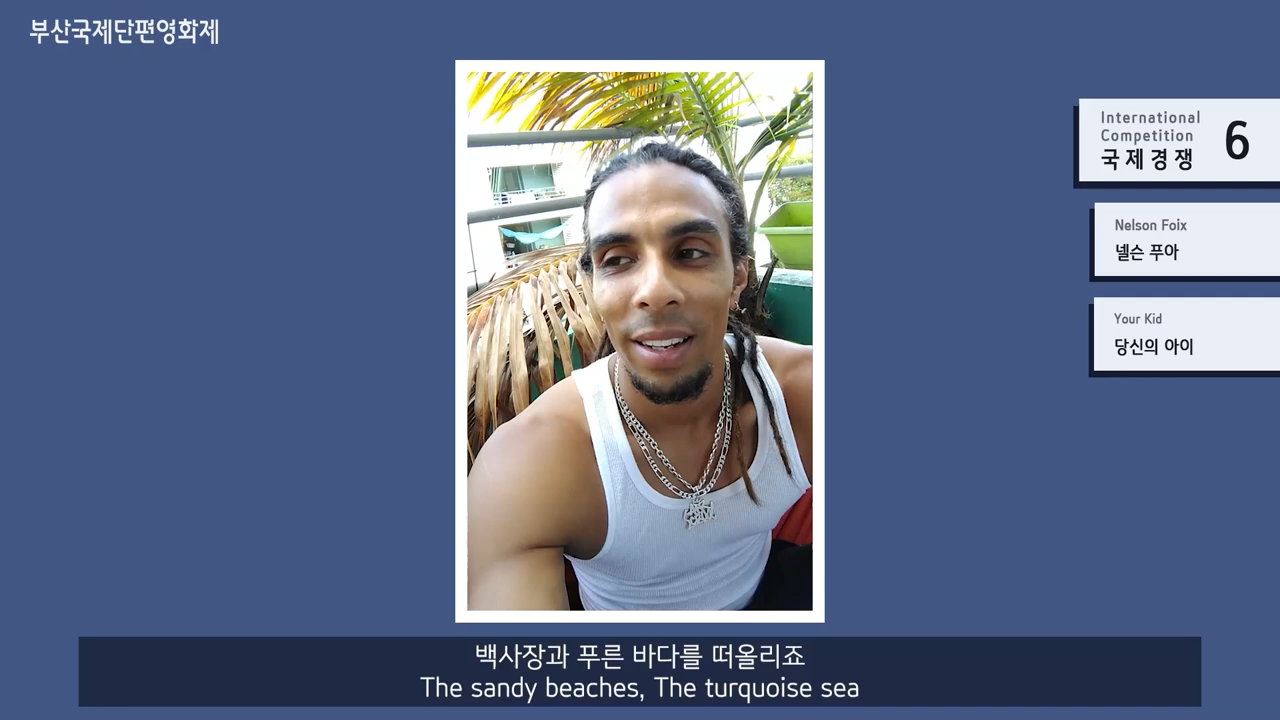 부산국제단편영화제
International
Competition
국제경쟁
6
Nelson Foix
넬슨 푸아
Your Kid
당신의 아이
백사장과 푸른 바다를 떠올리죠
The sandy beaches, The turquoise sea